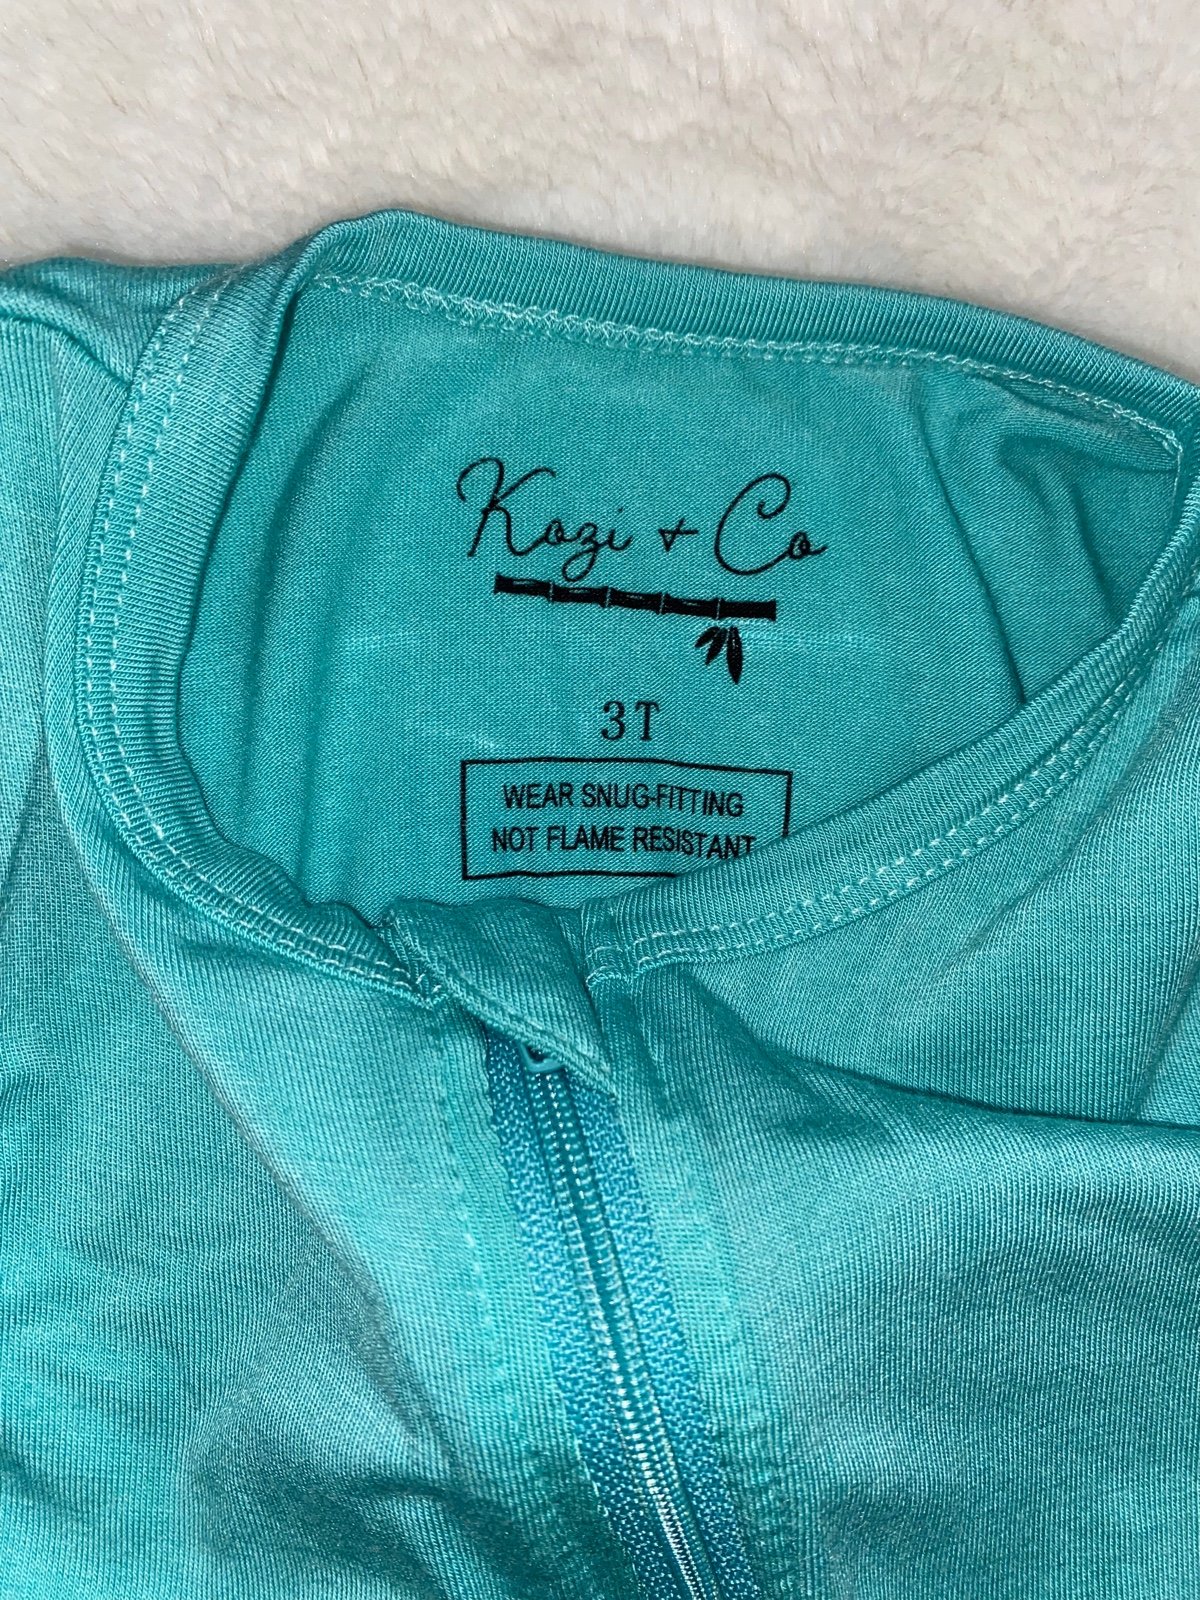 Kozi + Co
3T
WEAR SNUG-FITTING
NOT FLAME RESISTANT